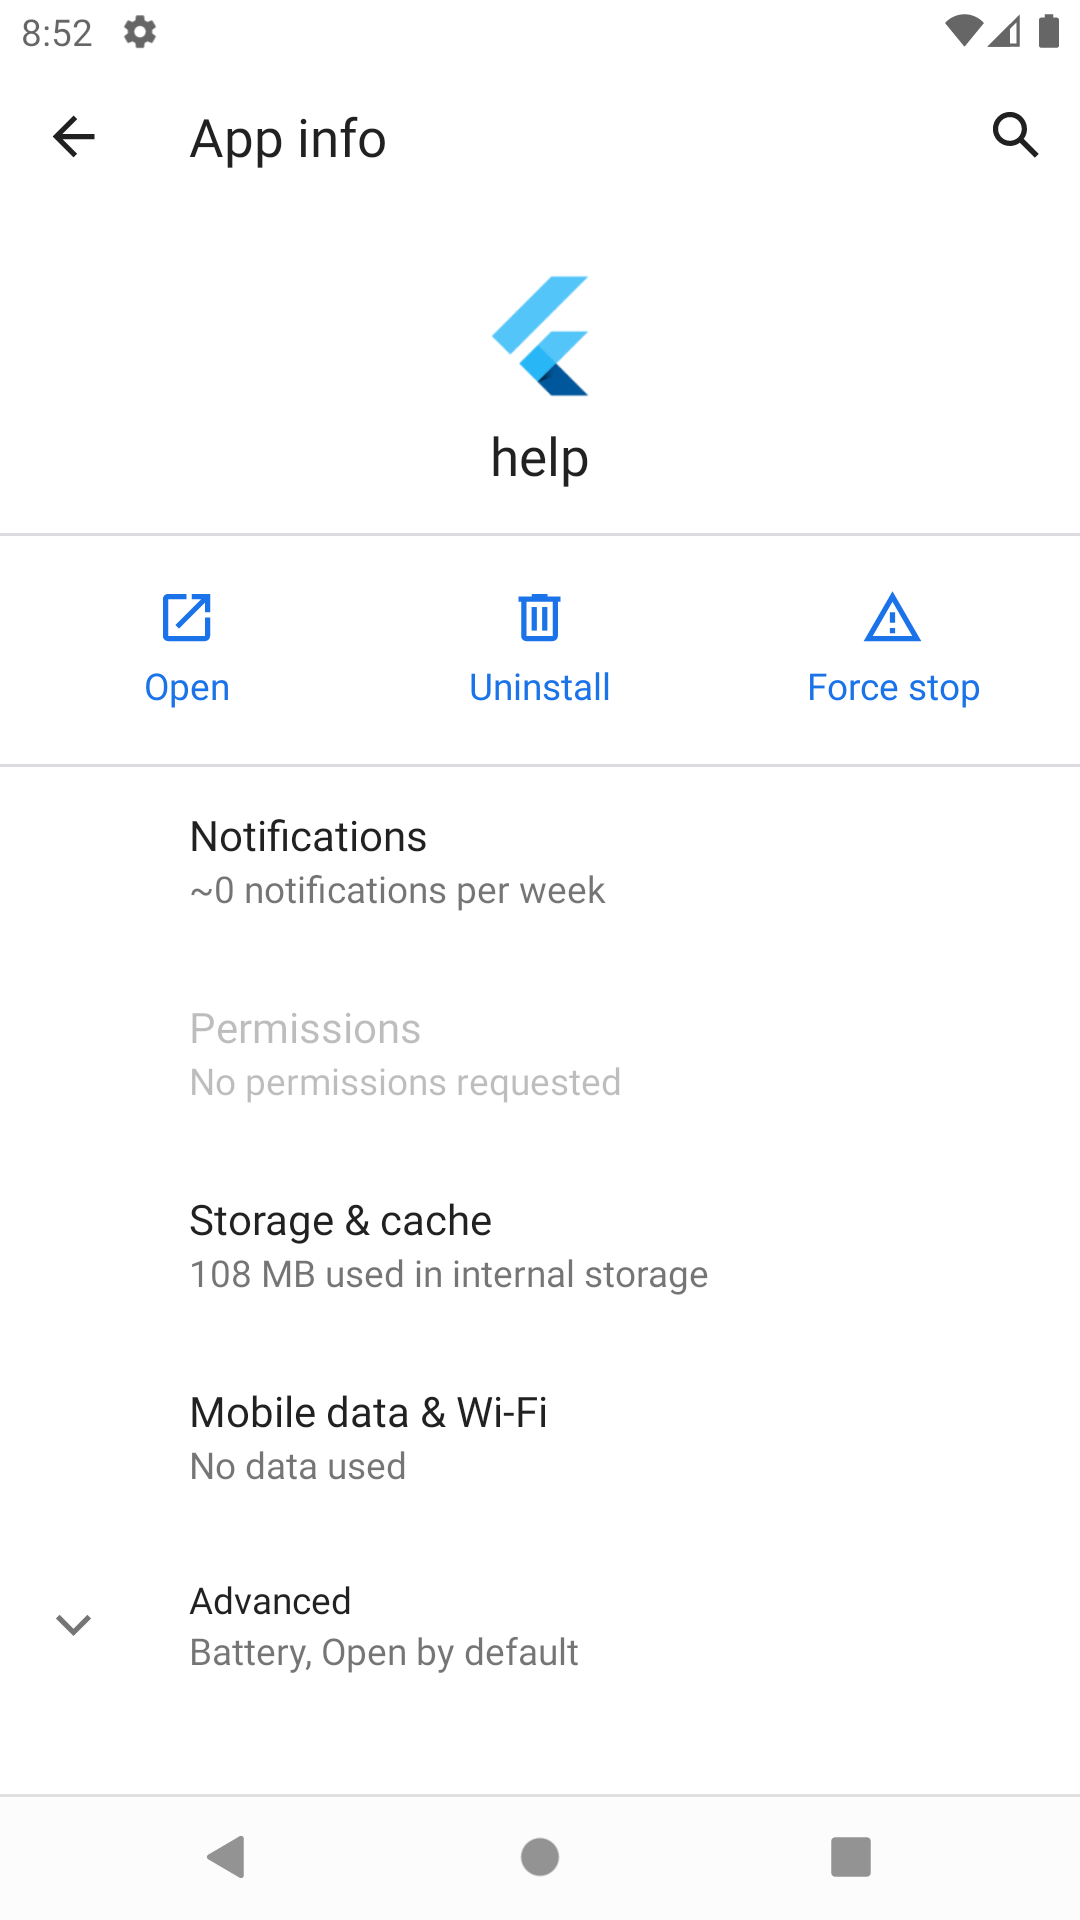 8:52
App info
help
Open
Uninstall
Force stop
Notifications
~0 notifications per week
Permissions
No permissions requested
Storage & cache
108 MB used in internal storage
Mobile data & Wi-Fi
No data used
Advanced
Battery, Open by default